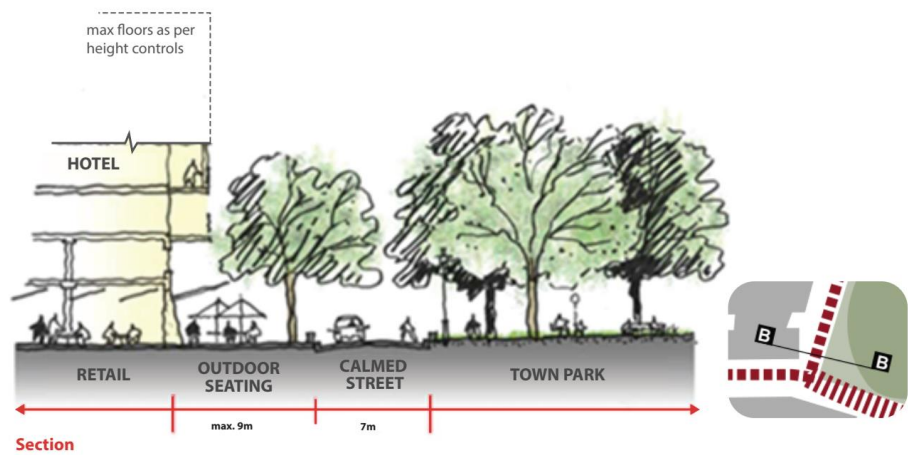 max floors as per
height controls
HOTEL
RETAIL
OUTDOOR
SEATING
CALMED
STREET
TOWN PARK
max. 9m
7m
Section
B
B